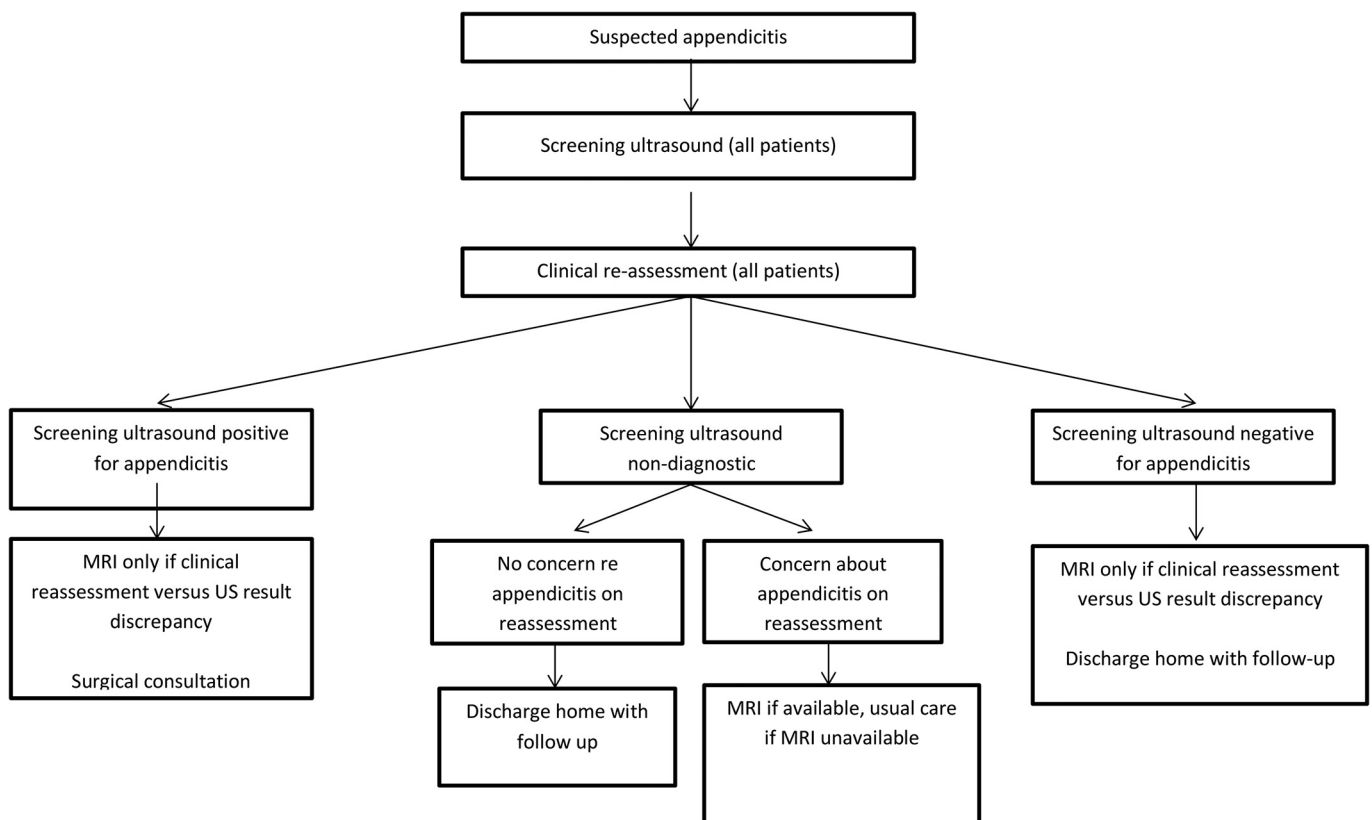 Suspected appendicitis
Screening ultrasound (all patients)
Clinical re-assessment (all patients)
Screening ultrasound positive
for appendicitis
Screening ultrasound
non-diagnostic
Screening ultrasound negative
for appendicitis
MRI only if clinical
reassessment versus US result
discrepancy
Surgical consultation
No concern re
appendicitis on
reassessment
Concern about
appendicitis on
reassessment
MRI only if clinical reassessment
versus US result discrepancy
Discharge home with follow-up
Discharge home with
follow up
MRI if available, usual care
if MRI unavailable